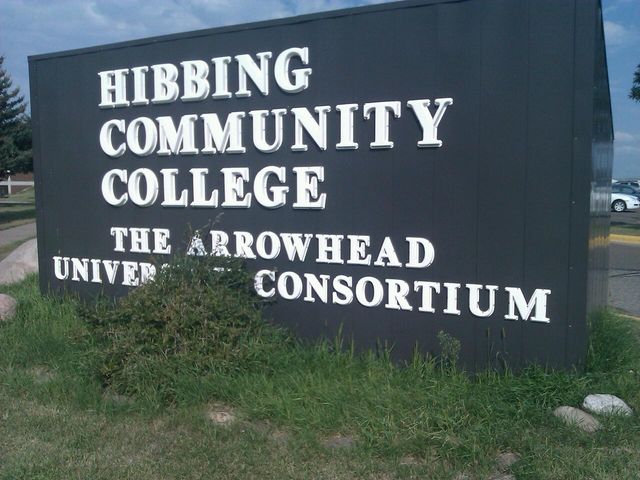 HIBBING
COMMUNITY
COLLEGE
THE ARROWHEAD
CONSORTIUM